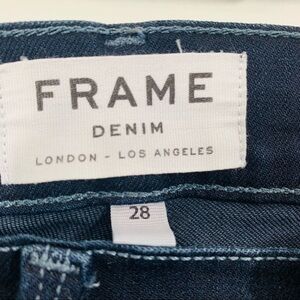 FRAME
DENIM
LONDON - LOS ANGELES
28